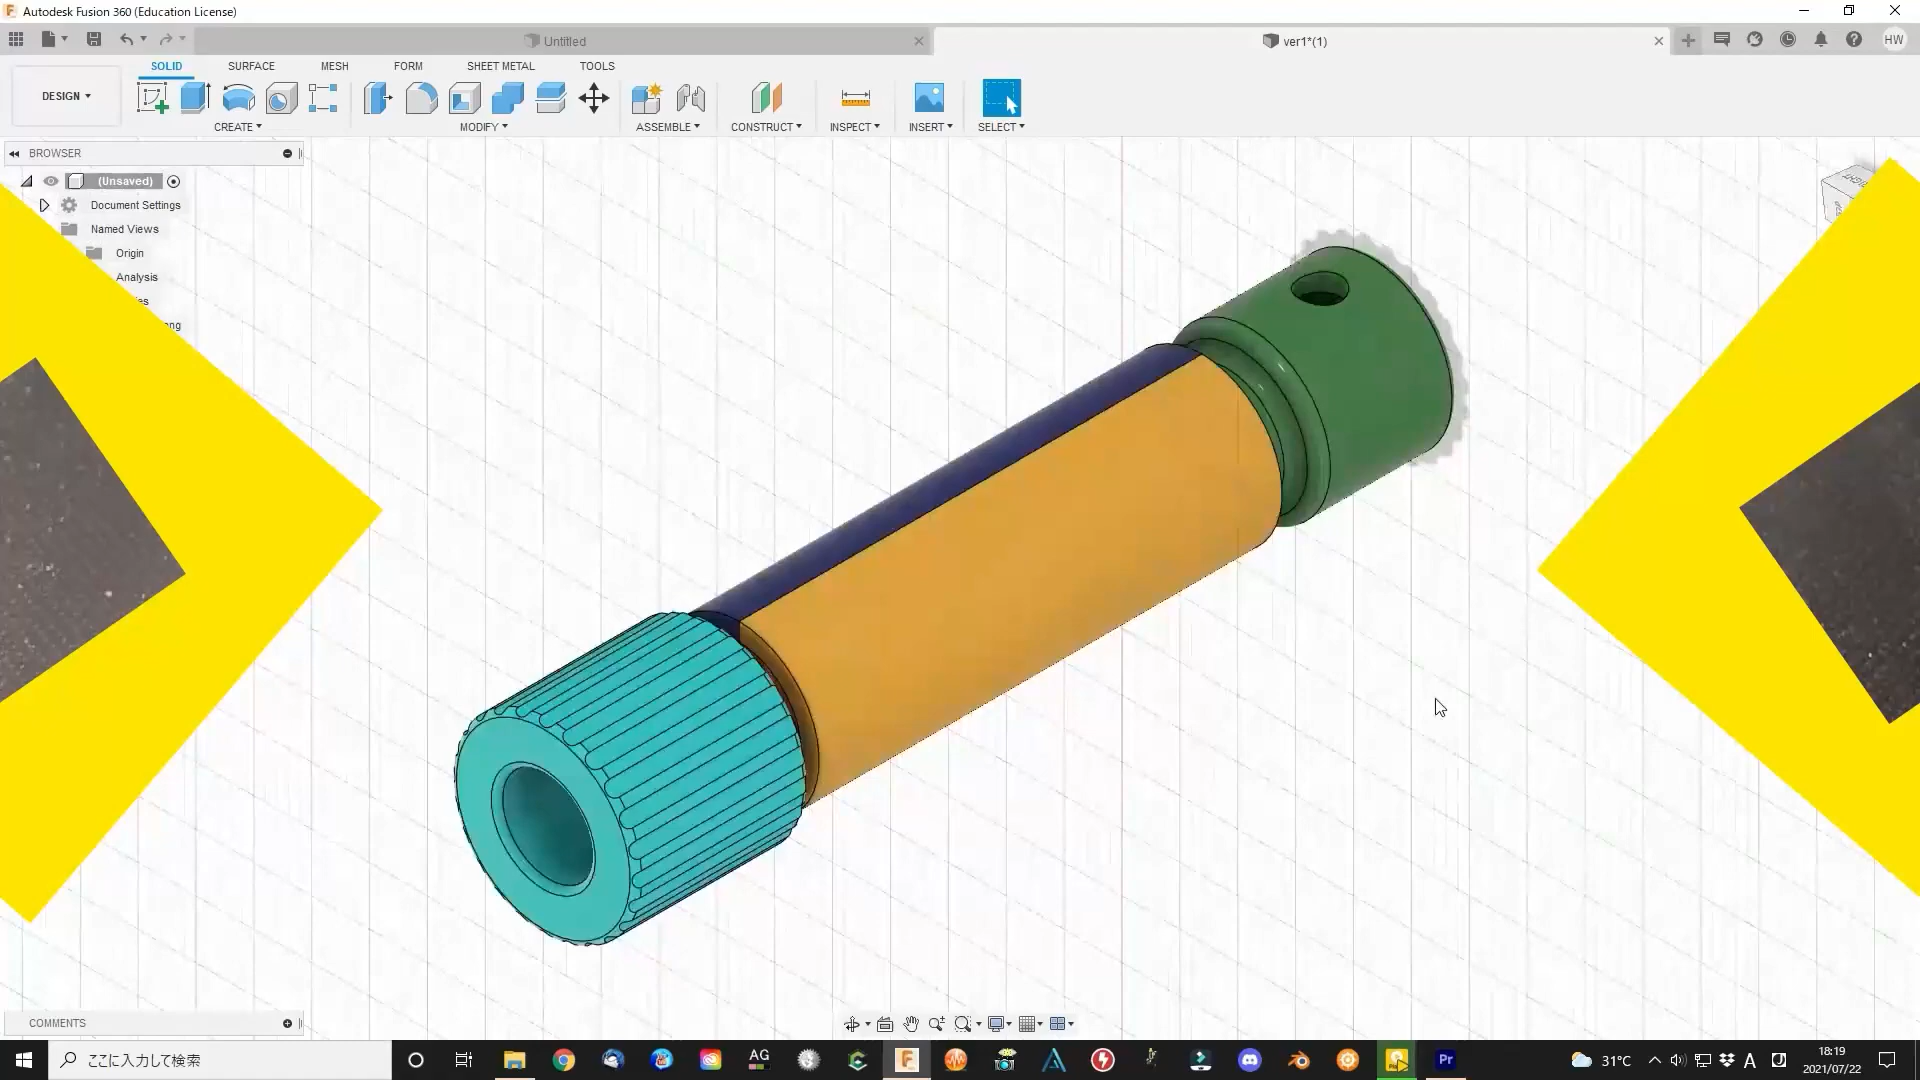 Autodesk Fusion 360 (Education License)
Untitled
ver1*(1)
HW
DESIGN
SOLID
SURFACE
MESH
FORM
SHEET METAL
TOOLS
CREATE
MODIFY
ASSEMBLE
CONSTRUCT
INSPECT
INSERT
SELECT
BROWSER
(Unsaved)
Document Settings
Named Views
Origin
Analysis
es
ong
COMMENTS
ここに入力して検索
AG
Pr
31°C
A
18:19
2021/07/22